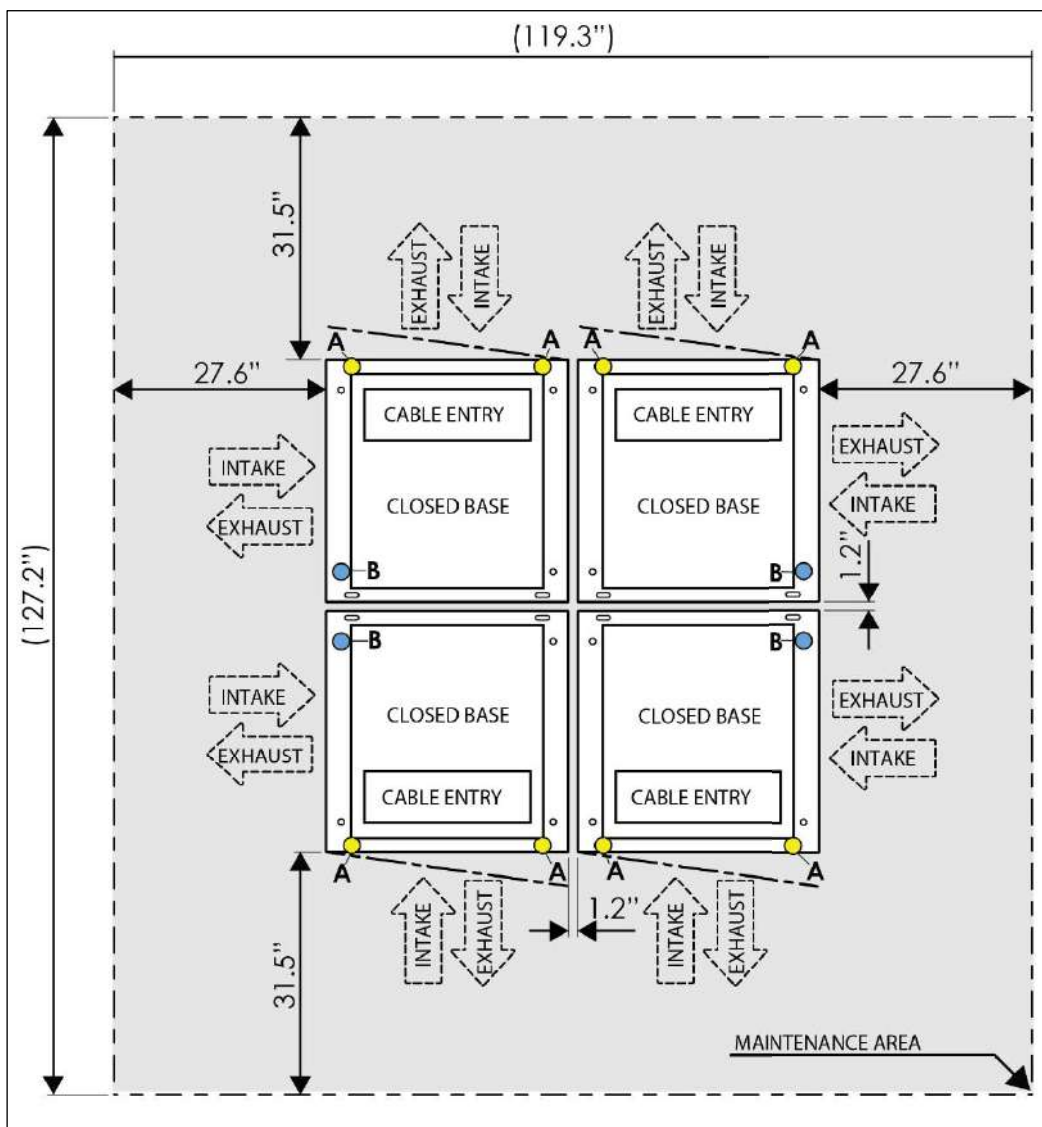 (119.3”)
31.5”
EXHAUST
INTAKE
EXHAUST
INTAKE
A
A
A
A
27.6”
27.6”
CABLE ENTRY
CABLE ENTRY
INTAKE
EXHAUST
EXHAUST
CLOSED BASE
CLOSED BASE
INTAKE
1.2”
B
B
(127.2”)
B
B
INTAKE
EXHAUST
CLOSED BASE
CLOSED BASE
EXHAUST
INTAKE
CABLE ENTRY
CABLE ENTRY
A
A
A
A
1.2”
INTAKE
EXHAUST
INTAKE
EXHAUST
31.5”
MAINTENANCE AREA